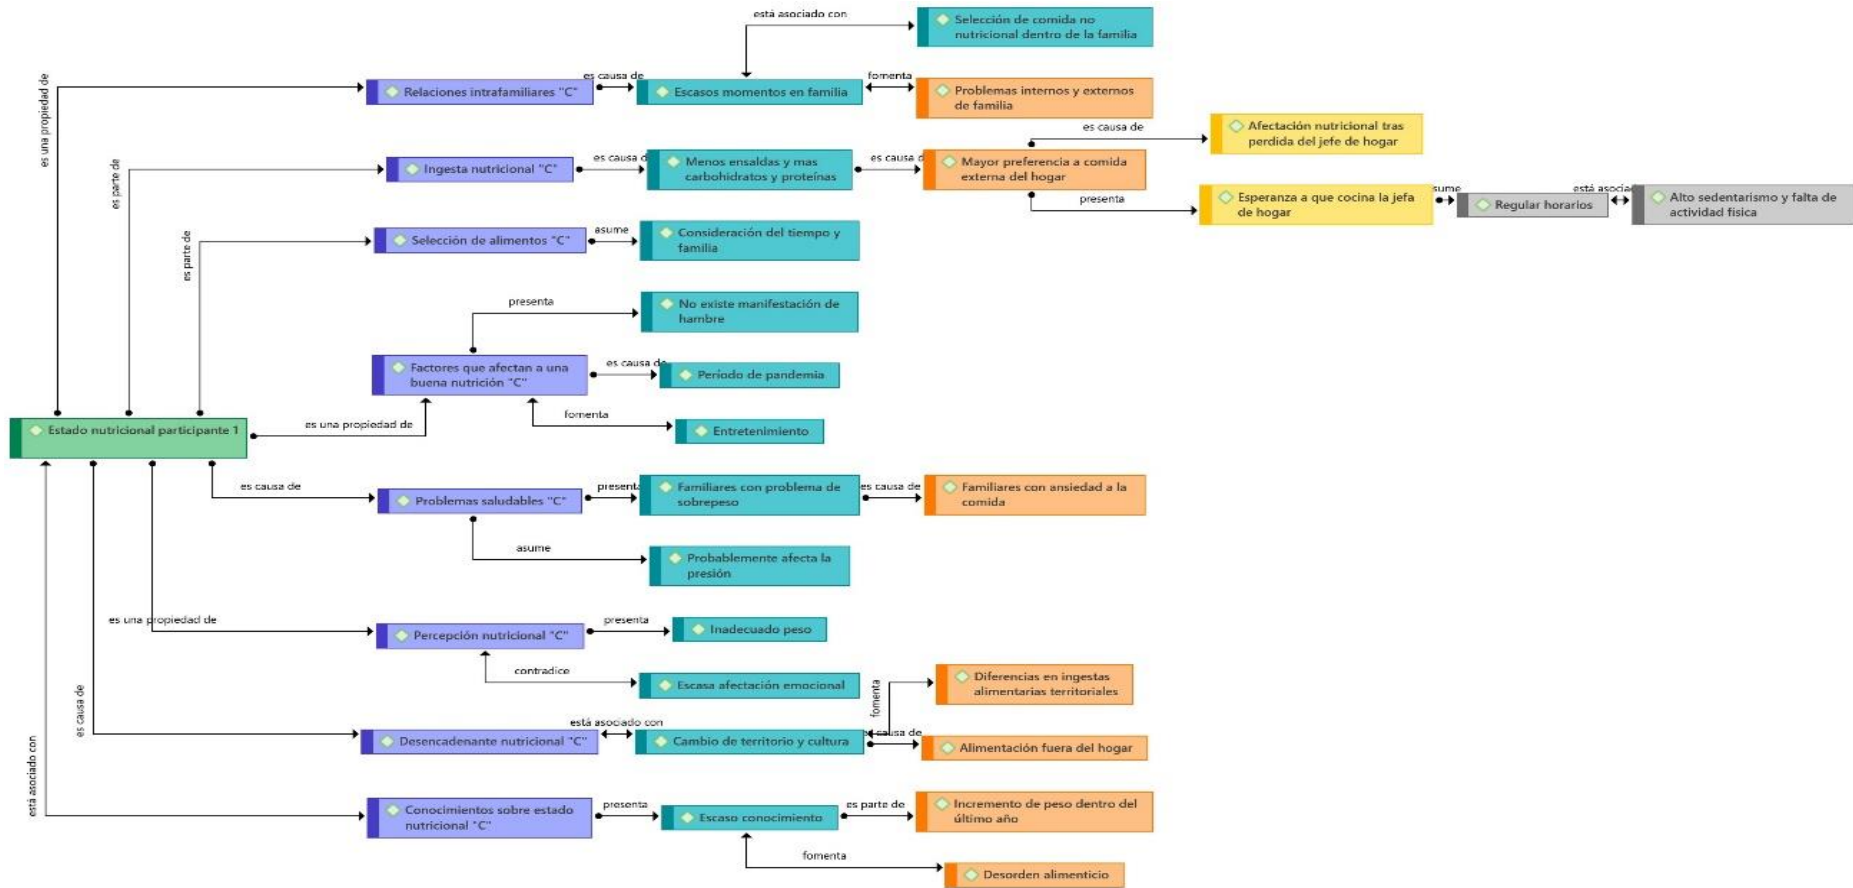 está asociado con
Selección de comida no
nutricional dentro de la familia
es una propiedad de
Relaciones intrafamiliares "C"
es causa de
Escasos momentos en familia
fomenta
Problemas internos y externos
de familia
es causa de
Afectación nutricional tras
perdida del jefe de hogar
es parte de
Ingesta nutricional "C"
es causa d
Menos ensaldas y mas
carbohidratos y proteínas
es causa d
Mayor preferencia a comida
externa del hogar
presenta
Esperanza a que cocina la jefa
de hogar
sume
Regular horarios
está asocia
Alto sedentarismo y falta de
actividad física
es parte de
Selección de alimentos "C"
asume
Consideración del tiempo y
familia
presenta
No existe manifestación de
hambre
Factores que afectan a una
buena nutrición "C"
es causa de
Período de pandemia
fomenta
Entretenimiento
Estado nutricional participante 1
es una propiedad de
es causa de
Problemas saludables "C"
presenta
Familiares con problema de
sobrepeso
es causa de
Familiares con ansiedad a la
comida
asume
Probablemente afecta la
presión
es una propiedad de
Percepción nutricional "C"
presenta
Inadecuado peso
contradice
Escasa afectación emocional
es causa de
Desencadenante nutricional "C"
está asociado con
Cambio de territorio y cultura
fomenta
Diferencias en ingestas
alimentarias territoriales
es causa de
Alimentación fuera del hogar
está asociado con
Conocimientos sobre estado
nutricional "C"
presenta
Escaso conocimiento
es parte de
Incremento de peso dentro del
último año
fomenta
Desorden alimenticio